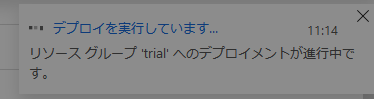 デプロイを実行しています... 11:14
リソース グループ 'trial' へのデプロイメントが進行中で
す。